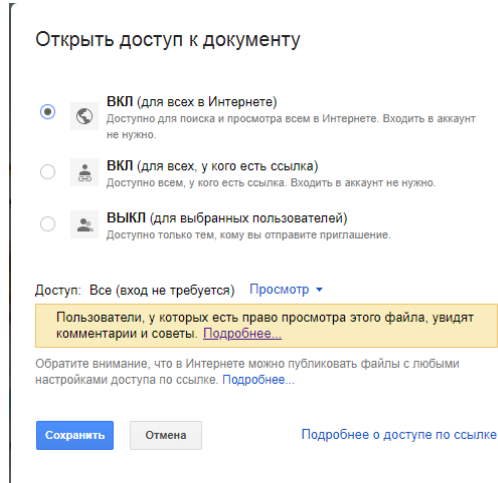 Открыть доступ к документу
ВКЛ (для всех в Интернете)
Доступно для поиска и просмотра всем в Интернете. Входить в аккаунт
не нужно.
ВКЛ (для всех, у кого есть ссылка)
Доступно всем, у кого есть ссылка. Входить в аккаунт не нужно.
ВЫКЛ (для выбранных пользователей)
Доступно только тем, кому вы отправите приглашение.
Доступ: Все (вход не требуется) Просмотр
Пользователи, у которых есть право просмотра этого файла, увидят
комментарии и советы. Подробнее...
Обратите внимание, что в Интернете можно публиковать файлы с любыми
настройками доступа по ссылке. Подробнее...
Сохранить Отмена Подробнее о доступе по ссылке